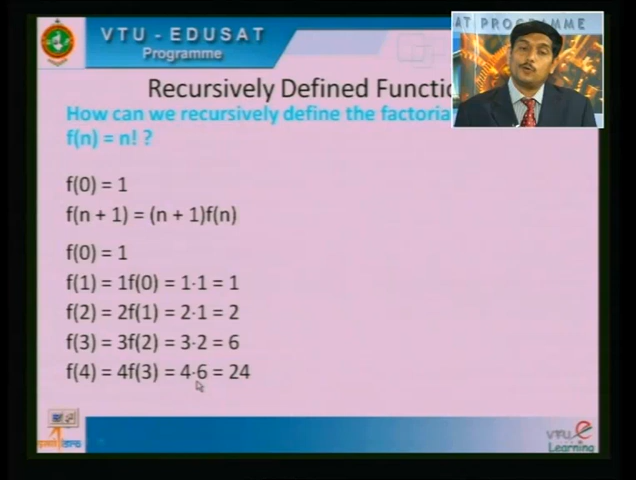 VTU - EDUSAT
Programme
AT PROGRAMME
Recursively Defined Functio
How can we recursively define the factoria
f(n) = n! ?
f(0) = 1
f(n + 1) = (n + 1)f(n)
f(0) = 1
f(1) = 1f(0) = 1·1 = 1
f(2) = 2f(1) = 2·1 = 2
f(3) = 3f(2) = 3·2 = 6
f(4) = 4f(3) = 4·6 = 24
VTU e
Learning